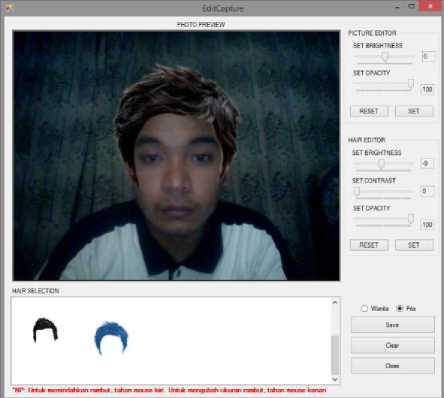 EditCapture
PHOTO PREVIEW
PICTURE EDITOR
SET BRIGHTNESS
0
SET OPACITY
100
RESET
SET
HAIR EDITOR
SET BRIGHTNESS
-9
SET CONTRAST
0
SET OPACITY
100
RESET
SET
HAIR SELECTION
Wanita
Pria
Save
Clear
Close
*NB: Untuk memindahkan rambut, tahan mouse kiri. Untuk mengubah ukuran rambut, tahan mouse kanan